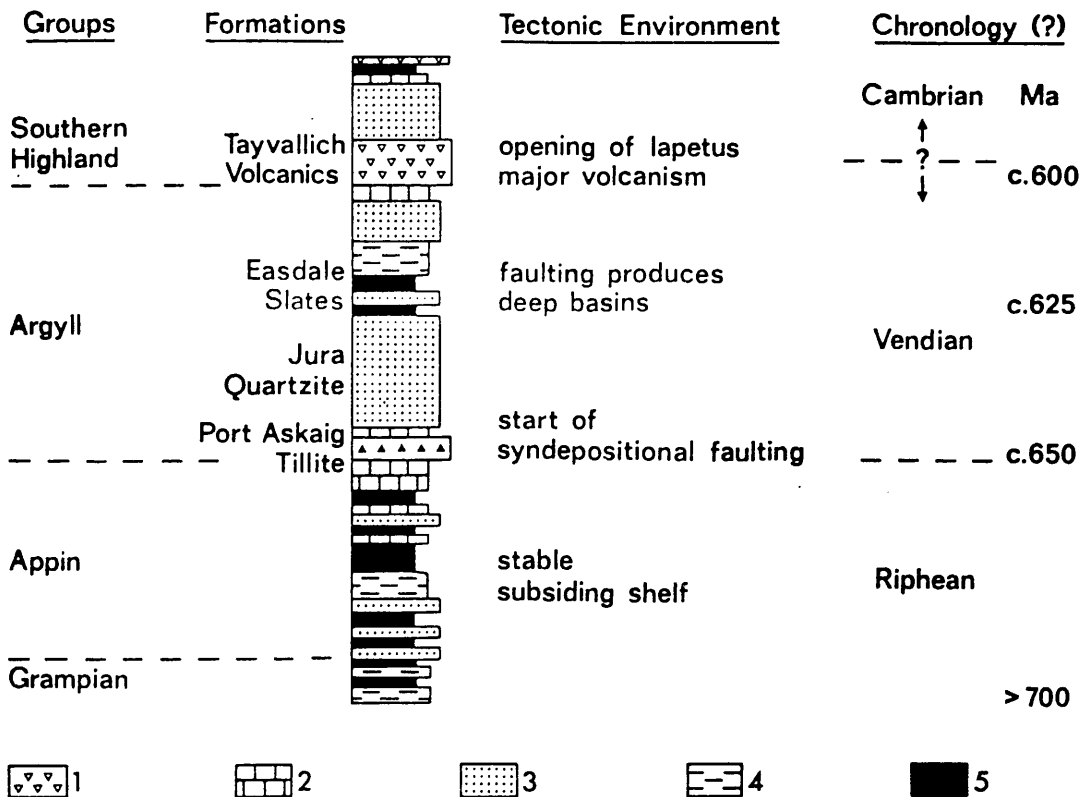 Groups Formations Tectonic Environment Chronology (?)
Cambrian Ma
Southern Highland
Tayvallich Volcanics
opening of Iapetus
major volcanism
?
c.600
Easdale Slates
faulting produces
deep basins
c.625
Argyll
Vendian
Jura Quartzite
Port Askaig Tillite
start of
syndepositional faulting
c.650
Appin
stable
subsiding shelf
Riphean
Grampian
> 700
1 2 3 4 5